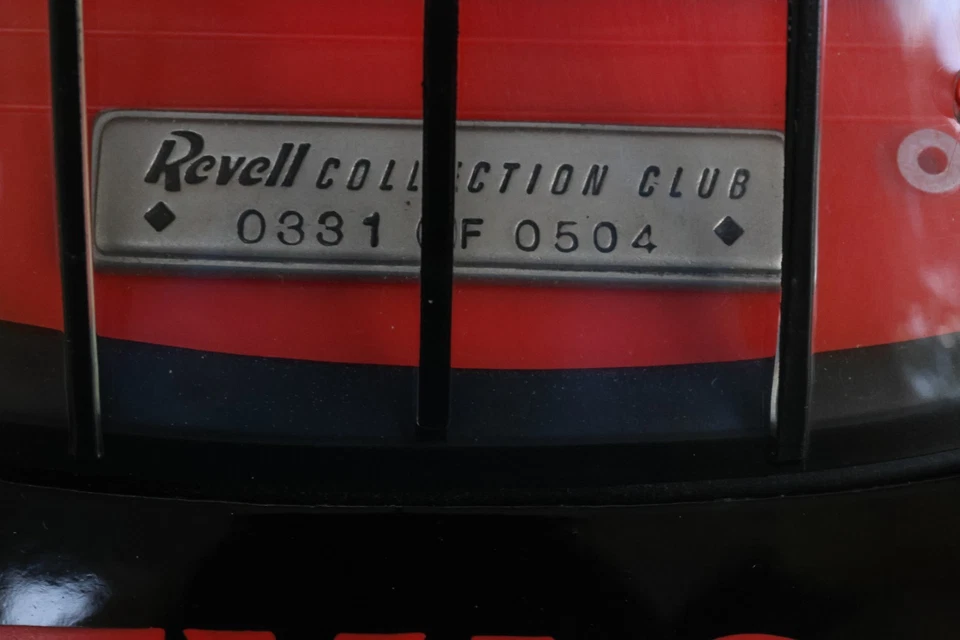 Revell COLLECTION CLUB
0331 OF 0504